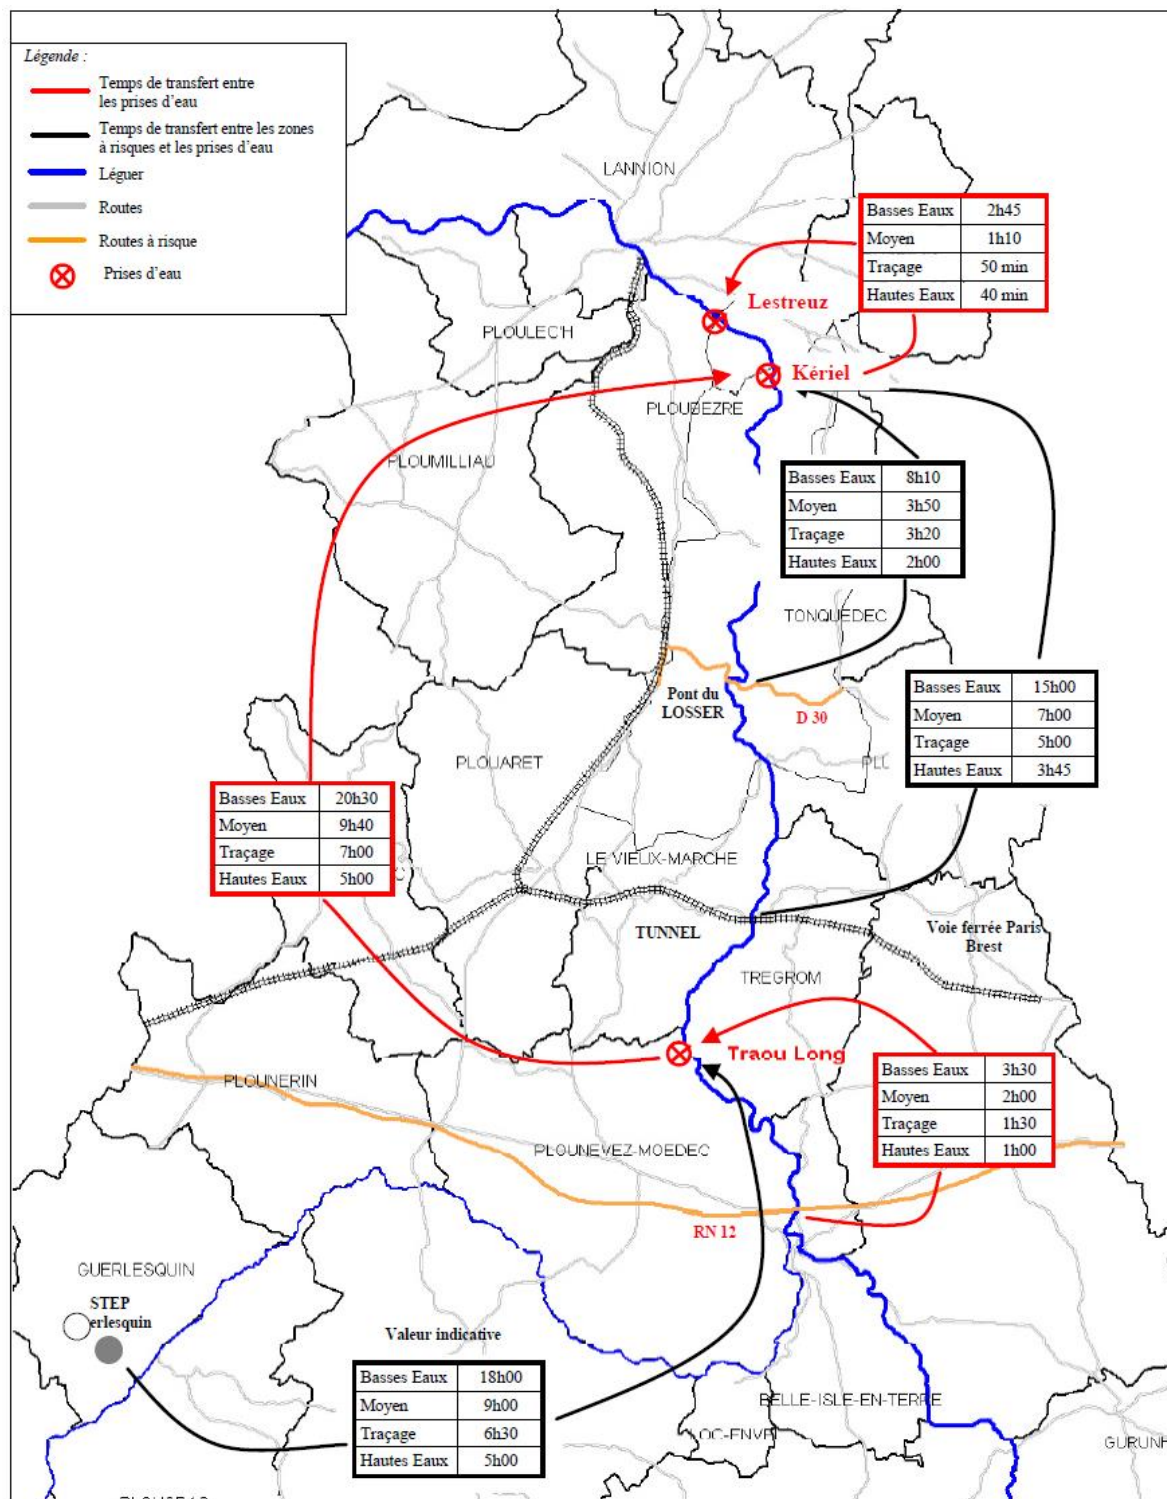 Légende :
Temps de transfert entre
les prises d'eau
Temps de transfert entre les zones
à risques et les prises d'eau
Léguer
Routes
Routes à risque
Prises d'eau
LANNION
Basses Eaux 2h45
Moyen 1h10
Traçage 50 min
Hautes Eaux 40 min
Lestreuz
PLOULEC'H
Kériel
PLOUBEZRE
PLOUMILLIAU
Basses Eaux 8h10
Moyen 3h50
Traçage 3h20
Hautes Eaux 2h00
TONQUEDEC
Pont du
LOSSER
D 30
Basses Eaux 15h00
Moyen 7h00
Traçage 5h00
Hautes Eaux 3h45
PLOUARET
PLU
Basses Eaux 20h30
Moyen 9h40
Traçage 7h00
Hautes Eaux 5h00
LE VIEUX-MARCHE
TUNNEL
Voie ferrée Paris
Brest
TREGROM
Traou Long
Basses Eaux 3h30
Moyen 2h00
Traçage 1h30
Hautes Eaux 1h00
PLOUNERIN
PLOUNEVEZ-MOEDEC
RN 12
GUERLESQUIN
STEP
erlesquin
Valeur indicative
Basses Eaux 18h00
Moyen 9h00
Traçage 6h30
Hautes Eaux 5h00
BELLE-ISLE-EN-TERRE
LOC-ENV
GURUNH